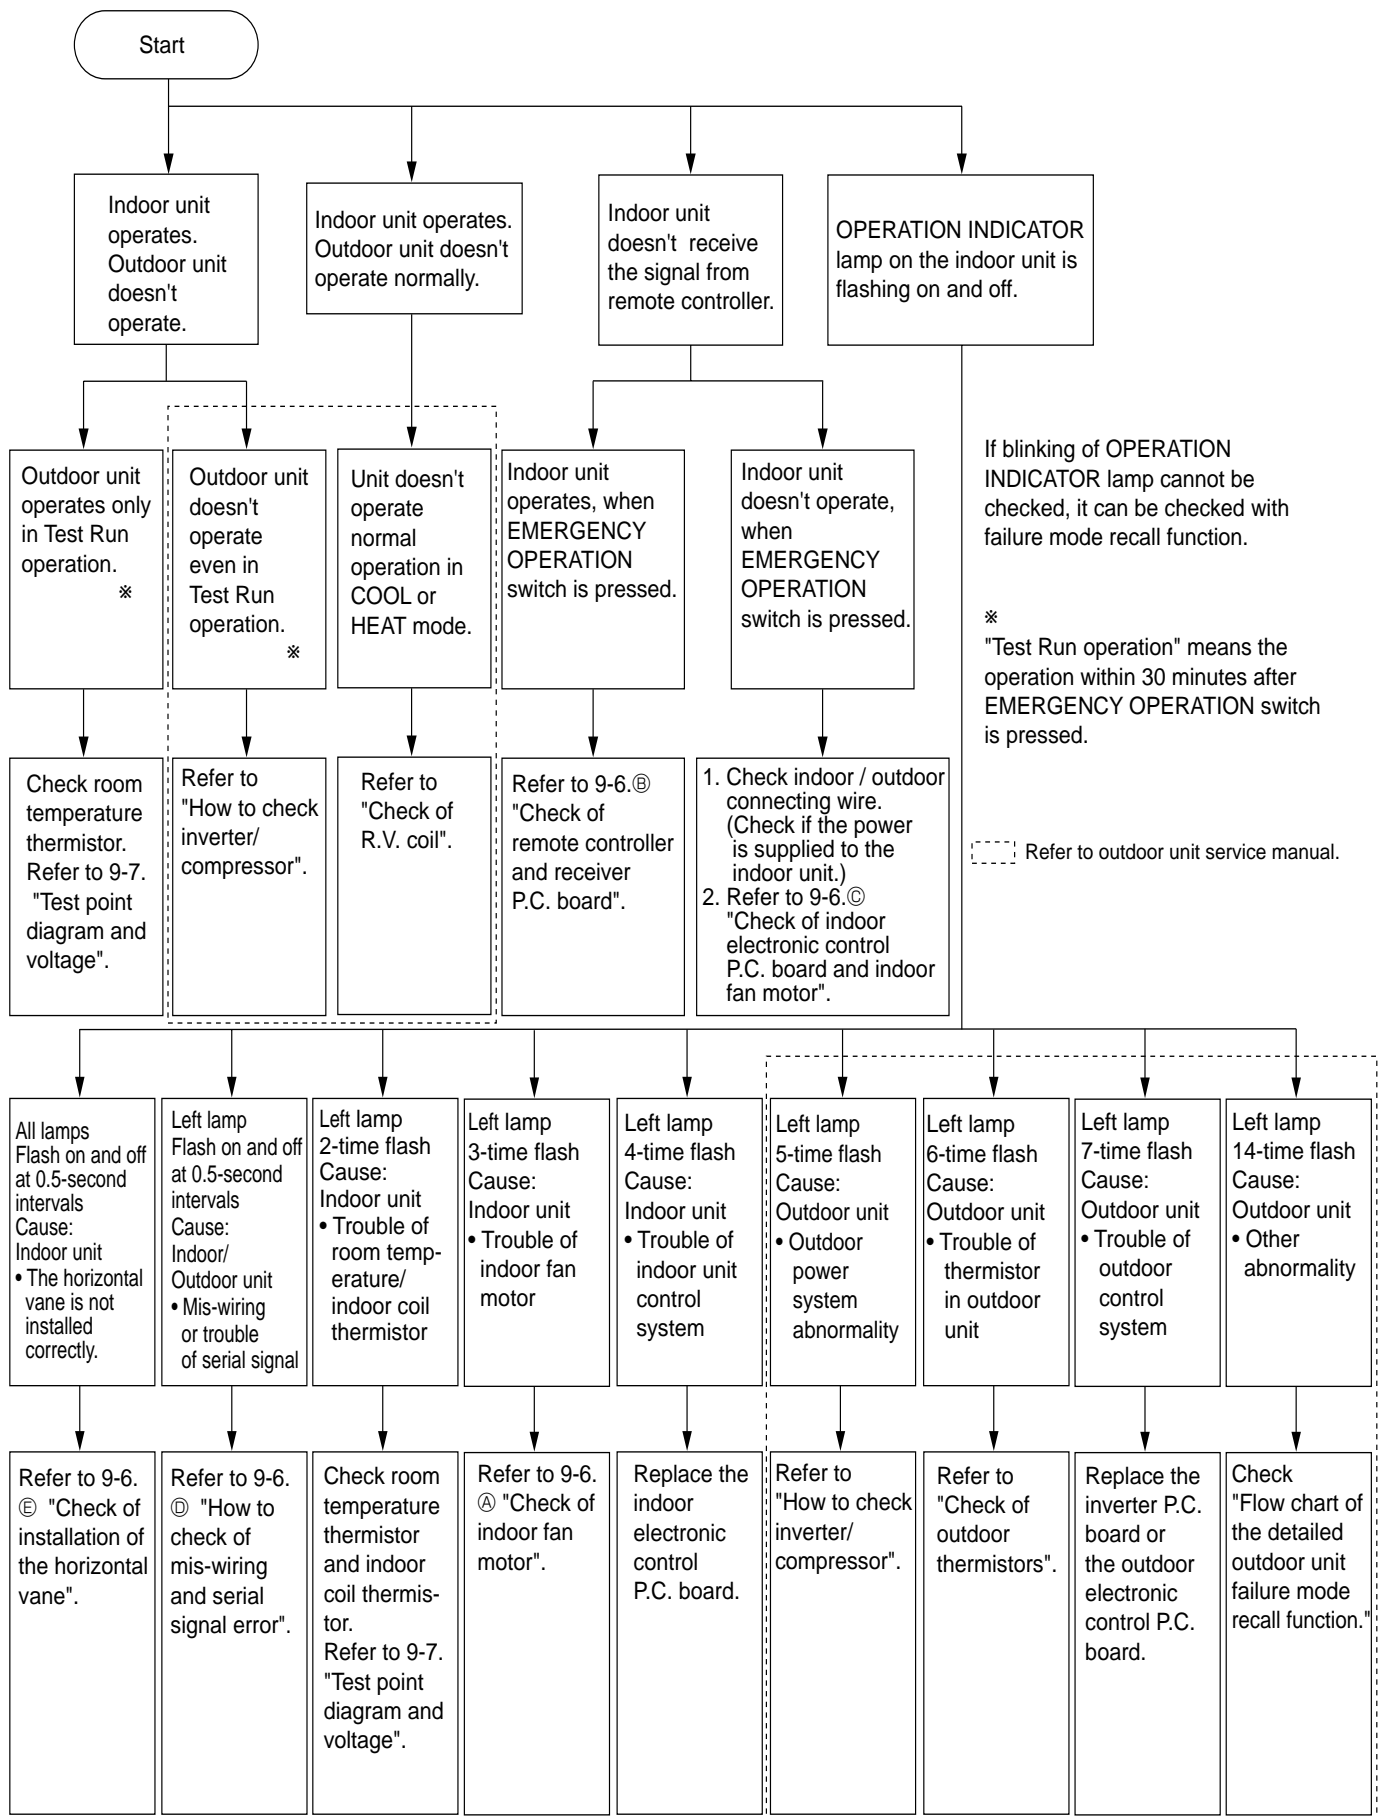 Start
Indoor unit
operates.
Outdoor unit
doesn't
operate.
Indoor unit operates.
Outdoor unit doesn't
operate normally.
Indoor unit
doesn't receive
the signal from
remote controller.
OPERATION INDICATOR
lamp on the indoor unit is
flashing on and off.
Outdoor unit
operates only
in Test Run
operation.
※
Outdoor unit
doesn't
operate
even in
Test Run
operation.
※
Unit doesn't
operate
normal
operation in
COOL or
HEAT mode.
Indoor unit
operates, when
EMERGENCY
OPERATION
switch is pressed.
Indoor unit
doesn't operate,
when
EMERGENCY
OPERATION
switch is pressed.
If blinking of OPERATION
INDICATOR lamp cannot be
checked, it can be checked with
failure mode recall function.
※
"Test Run operation" means the
operation within 30 minutes after
EMERGENCY OPERATION switch
is pressed.
Check room
temperature
thermistor.
Refer to 9-7.
"Test point
diagram and
voltage".
Refer to
"How to check
inverter/
compressor".
Refer to
"Check of
R.V. coil".
Refer to 9-6.Ⓑ
"Check of
remote controller
and receiver
P.C. board".
1. Check indoor / outdoor
connecting wire.
(Check if the power
is supplied to the
indoor unit.)
2. Refer to 9-6.Ⓒ
"Check of indoor
electronic control
P.C. board and indoor
fan motor".
Refer to outdoor unit service manual.
All lamps
Flash on and off
at 0.5-second
intervals
Cause:
Indoor unit
• The horizontal
vane is not
installed
correctly.
Left lamp
Flash on and off
at 0.5-second
intervals
Cause:
Indoor/
Outdoor unit
• Mis-wiring
or trouble
of serial signal
Left lamp
2-time flash
Cause:
Indoor unit
• Trouble of
room temp-
erature/
indoor coil
thermistor
Left lamp
3-time flash
Cause:
Indoor unit
• Trouble of
indoor fan
motor
Left lamp
4-time flash
Cause:
Indoor unit
• Trouble of
indoor unit
control
system
Left lamp
5-time flash
Cause:
Outdoor unit
• Outdoor
power
system
abnormality
Left lamp
6-time flash
Cause:
Outdoor unit
• Trouble of
thermistor
in outdoor
unit
Left lamp
7-time flash
Cause:
Outdoor unit
• Trouble of
outdoor
control
system
Left lamp
14-time flash
Cause:
Outdoor unit
• Other
abnormality
Refer to 9-6.
Ⓔ "Check of
installation of
the horizontal
vane".
Refer to 9-6.
Ⓓ "How to
check of
mis-wiring
and serial
signal error".
Check room
temperature
thermistor
and indoor
coil thermis-
tor.
Refer to 9-7.
"Test point
diagram and
voltage".
Refer to 9-6.
Ⓐ "Check of
indoor fan
motor".
Replace the
indoor
electronic
control
P.C. board.
Refer to
"How to check
inverter/
compressor".
Refer to
"Check of
outdoor
thermistors".
Replace the
inverter P.C.
board or
the outdoor
electronic
control P.C.
board.
Check
"Flow chart of
the detailed
outdoor unit
failure mode
recall function."